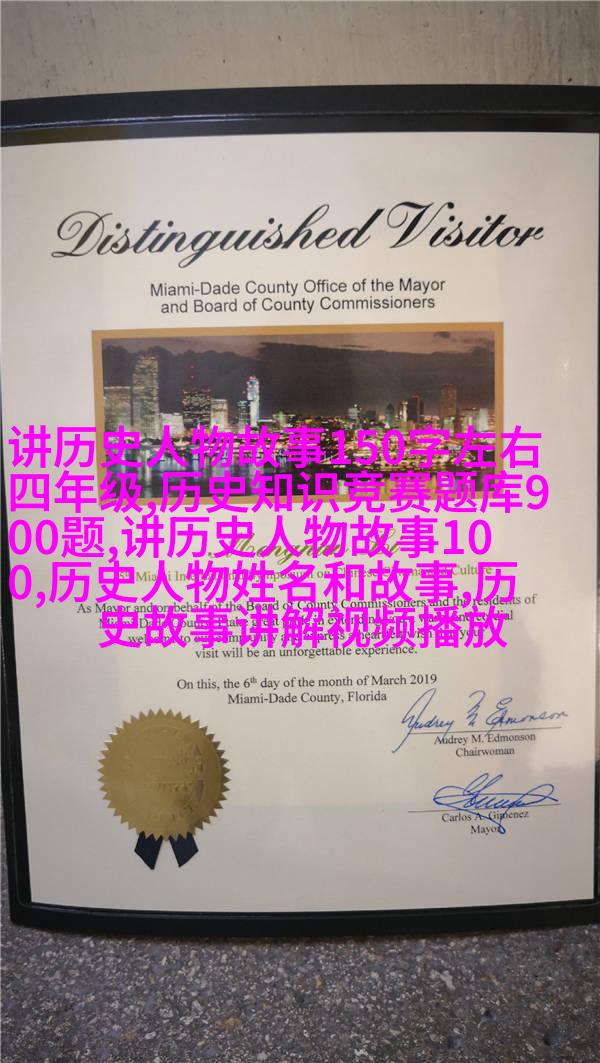 Distinguished Visitor
Miami-Dade County Office of the Mayor
and Board of County Commissioners
讲历史人物故事150字左右
四年级,历史知识竞赛题库9
00题,讲历史人物故事10
0,历史人物姓名和故事,历
史故事讲解视频播放
As Mayor and on behalf of the Board of County Commissioners and the residents of
visit will be an unforgettable experience.
On this, the 6th day of the month of March 2019
Miami-Dade County, Florida
Audrey M. Edmonson
Audrey M. Edmonson
Chairwoman
Carlos A. Gimenez
Mayor